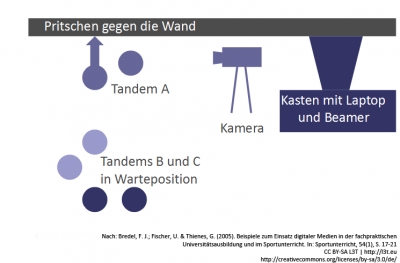 Pritschen gegen die Wand
Tandem A
Kamera
Kasten mit Laptop
und Beamer
Tandems B und C
in Warteposition
Nach: Bredel, F. J.; Fischer, U. & Thienes, G. (2005). Beispiele zum Einsatz digitaler Medien in der fachpraktischen
Universitätsausbildung und im Sportunterricht. In: Sportunterricht, 54(1), S. 17-21
CC BY-SA L3T | http://l3t.eu
http://creativecommons.org/licenses/by-sa/3.0/de/